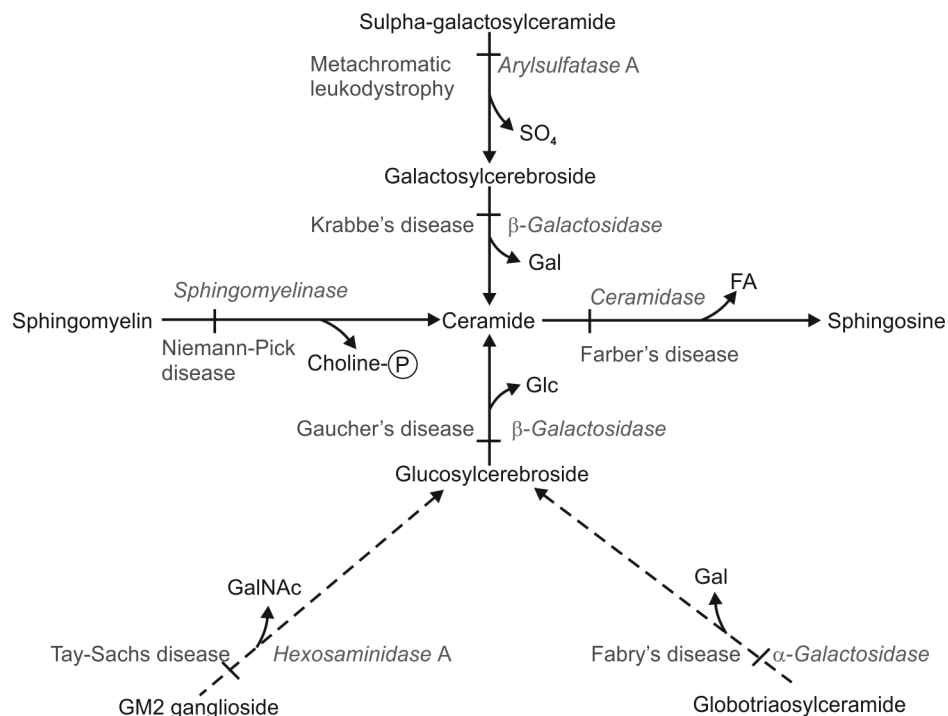 Sulpha-galactosylceramide
Metachromatic
leukodystrophy
Arylsulfatase A
SO₄
Galactosylcerebroside
Krabbe's disease
β-Galactosidase
Gal
Sphingomyelinase
Ceramidase
FA
Sphingomyelin
Ceramide
Sphingosine
Niemann-Pick
disease
Choline-Ⓟ
Farber's disease
Glc
Gaucher's disease
β-Galactosidase
Glucosylcerebroside
GalNAc
Gal
Tay-Sachs disease
Hexosaminidase A
Fabry's disease
α-Galactosidase
GM2 ganglioside
Globotriaosylceramide